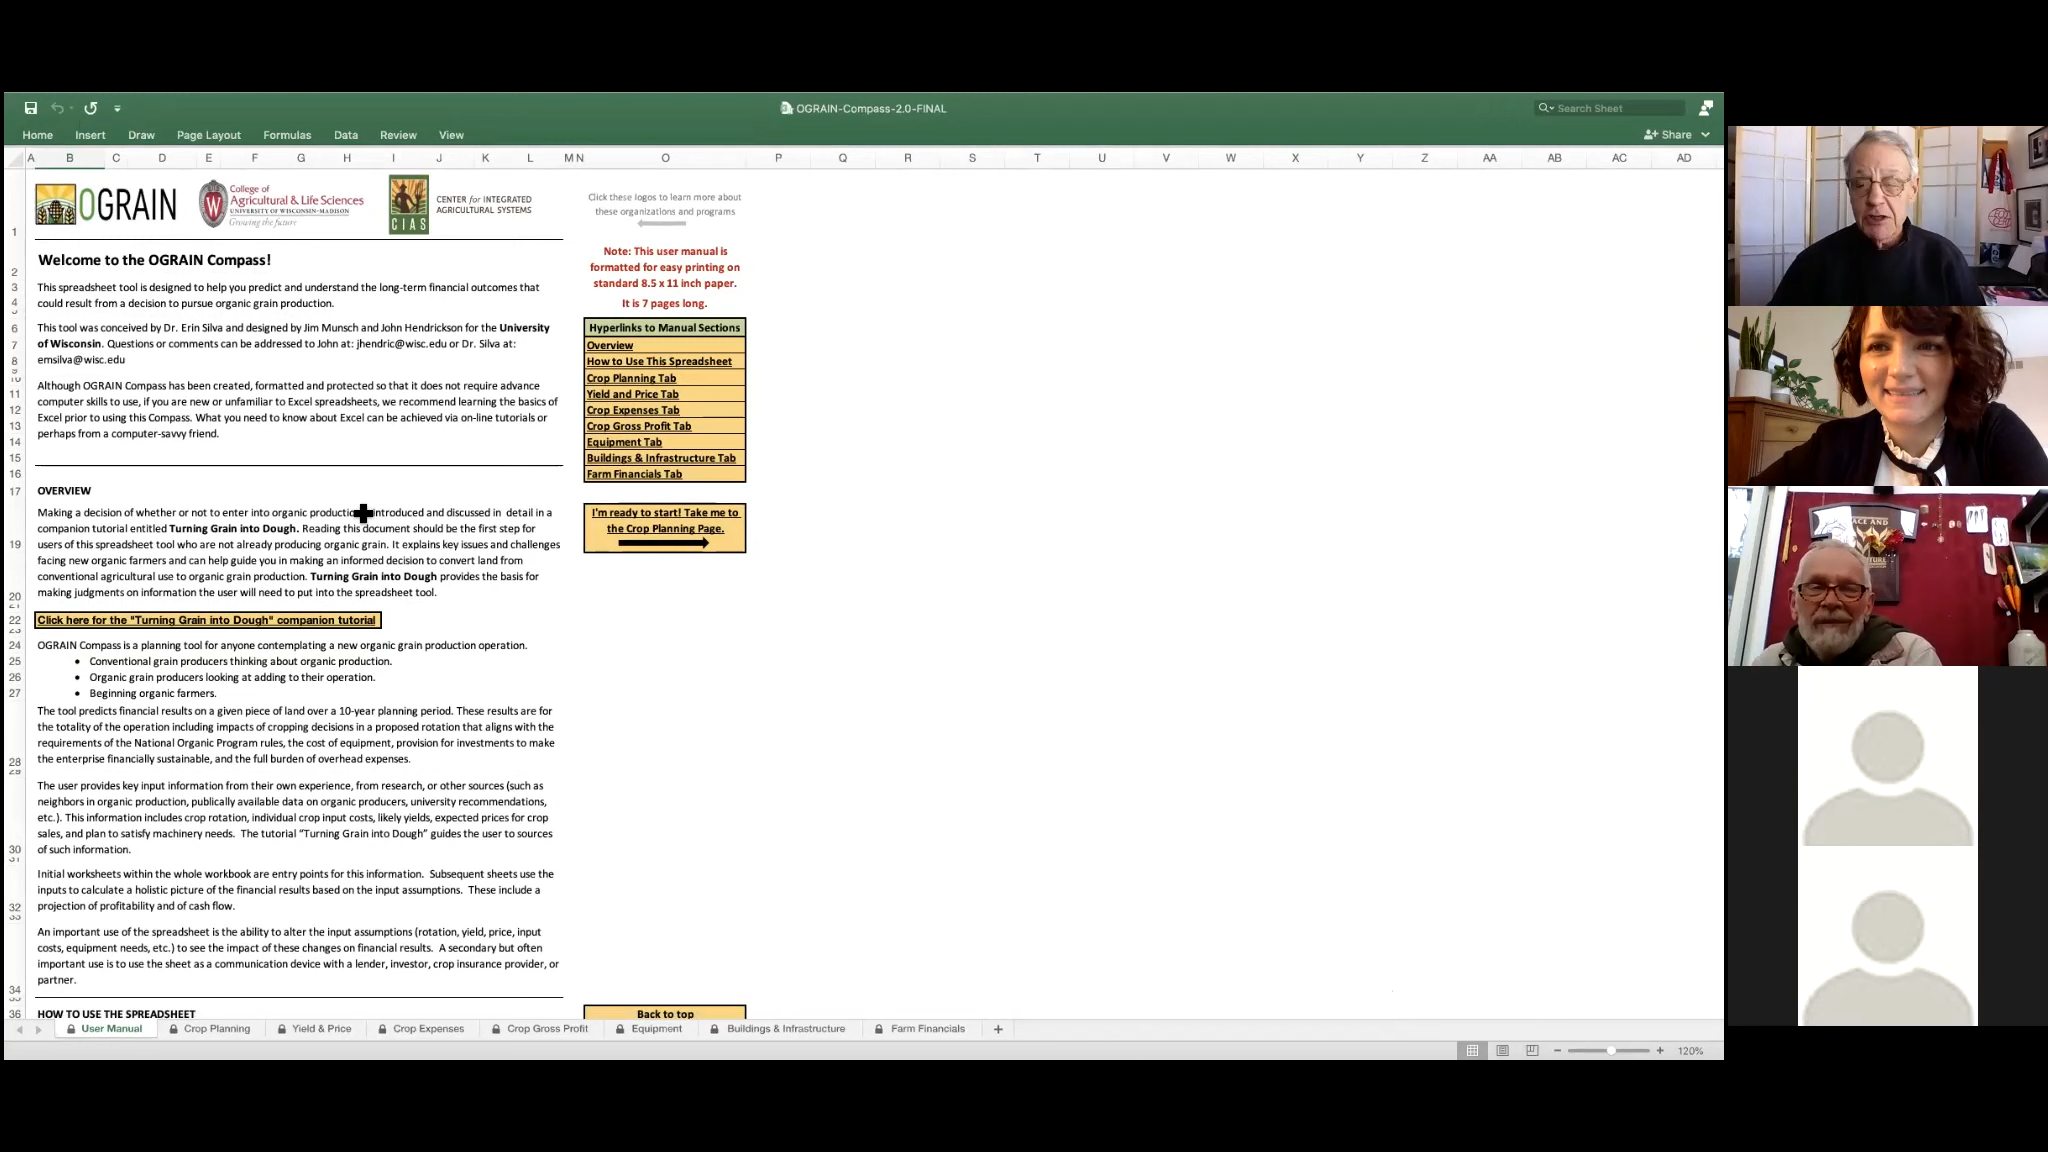 OGRAIN-Compass-2.0-FINAL
Search Sheet
Home Insert Draw Page Layout Formulas Data Review View
Share
A B C D E F G H I J K L M N O P Q R S T U V W X Y Z AA AB AC AD
OGRAIN
College of
Agricultural & Life Sciences
UNIVERSITY OF WISCONSIN-MADISON
Growing the future
CIAS
CENTER for INTEGRATED
AGRICULTURAL SYSTEMS
Click these logos to learn more about
these organizations and programs
Note: This user manual is
formatted for easy printing on
standard 8.5 x 11 inch paper.
It is 7 pages long.
Welcome to the OGRAIN Compass!
This spreadsheet tool is designed to help you predict and understand the long-term financial outcomes that
could result from a decision to pursue organic grain production.
This tool was conceived by Dr. Erin Silva and designed by Jim Munsch and John Hendrickson for the University
of Wisconsin. Questions or comments can be addressed to John at: jhendric@wisc.edu or Dr. Silva at:
emsilva@wisc.edu
Although OGRAIN Compass has been created, formatted and protected so that it does not require advance
computer skills to use, if you are new or unfamiliar to Excel spreadsheets, we recommend learning the basics of
Excel prior to using this Compass. What you need to know about Excel can be achieved via on-line tutorials or
perhaps from a computer-savvy friend.
Hyperlinks to Manual Sections
Overview
How to Use This Spreadsheet
Crop Planning Tab
Yield and Price Tab
Crop Expenses Tab
Crop Gross Profit Tab
Equipment Tab
Buildings & Infrastructure Tab
Farm Financials Tab
I'm ready to start! Take me to
the Crop Planning Page.
OVERVIEW
Making a decision of whether or not to enter into organic introduced and discussed in detail in a
companion tutorial entitled Turning Grain into Dough. Reading this document should be the first step for
users of this spreadsheet tool who are not already producing organic grain. It explains key issues and challenges
facing new organic farmers and can help guide you in making an informed decision to convert land from
conventional agricultural use to organic grain production. Turning Grain into Dough provides the basis for
making judgments on information the user will need to put into the spreadsheet tool.
Click here for the "Turning Grain into Dough" companion tutorial
OGRAIN Compass is a planning tool for anyone contemplating a new organic grain production operation.
• Conventional grain producers thinking about organic production.
• Organic grain producers looking at adding to their operation.
• Beginning organic farmers.
The tool predicts financial results on a given piece of land over a 10-year planning period. These results are for
the totality of the operation including impacts of cropping decisions in a proposed rotation that aligns with the
requirements of the National Organic Program rules, the cost of equipment, provision for investments to make
the enterprise financially sustainable, and the full burden of overhead expenses.
The user provides key input information from their own experience, from research, or other sources (such as
neighbors in organic production, publically available data on organic producers, university recommendations,
etc.). This information includes crop rotation, individual crop input costs, likely yields, expected prices for crop
sales, and plan to satisfy machinery needs. The tutorial “Turning Grain into Dough” guides the user to sources
of such information.
Initial worksheets within the whole workbook are entry points for this information. Subsequent sheets use the
inputs to calculate a holistic picture of the financial results based on the input assumptions. These include a
projection of profitability and of cash flow.
An important use of the spreadsheet is the ability to alter the input assumptions (rotation, yield, price, input
costs, equipment needs, etc.) to see the impact of these changes on financial results. A secondary but often
important use is to use the sheet as a communication device with a lender, investor, crop insurance provider, or
partner.
HOW TO USE THE SPREADSHEET
Back to top
User Manual Crop Planning Yield & Price Crop Expenses Crop Gross Profit Equipment Buildings & Infrastructure Farm Financials
120%